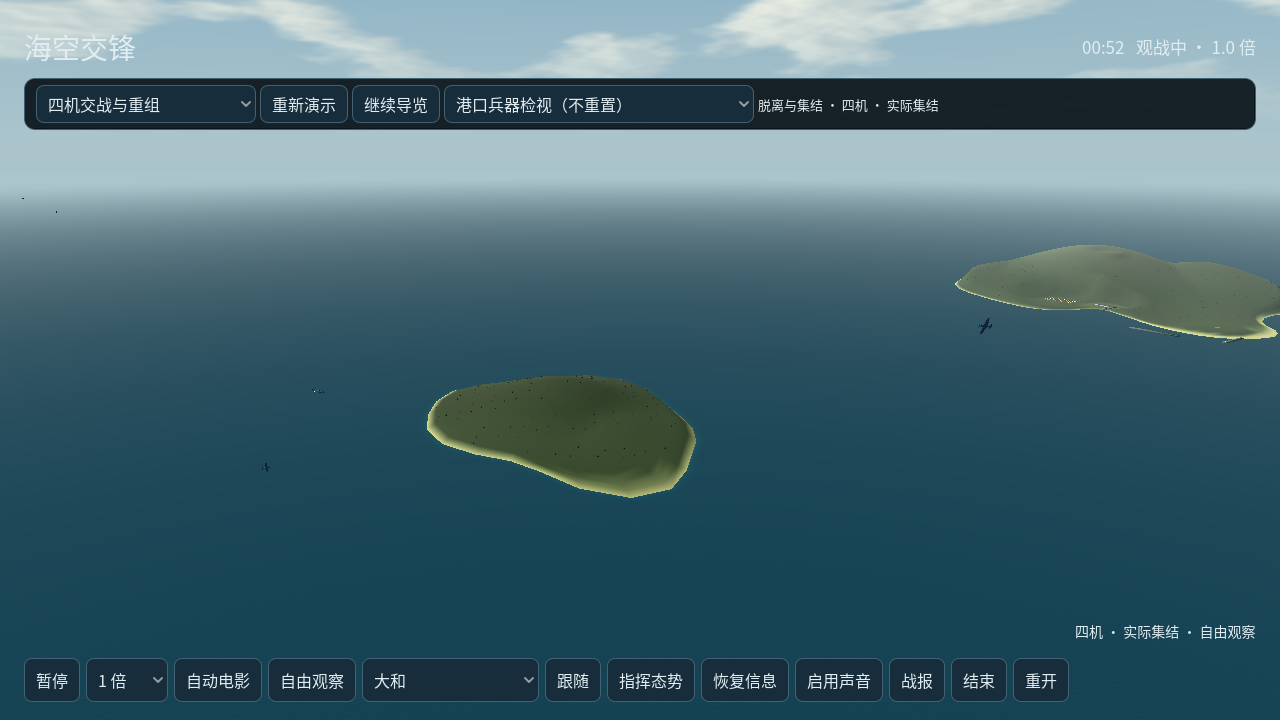 海空交锋
00:52 观战中 · 1.0 倍
四机交战与重组 重新演示 继续导览 港口兵器检视（不重置） 脱离与集结 · 四机 · 实际集结
四机 · 实际集结 · 自由观察
暂停 1 倍 自动电影 自由观察 大和 跟随 指挥态势 恢复信息 启用声音 战报 结束 重开